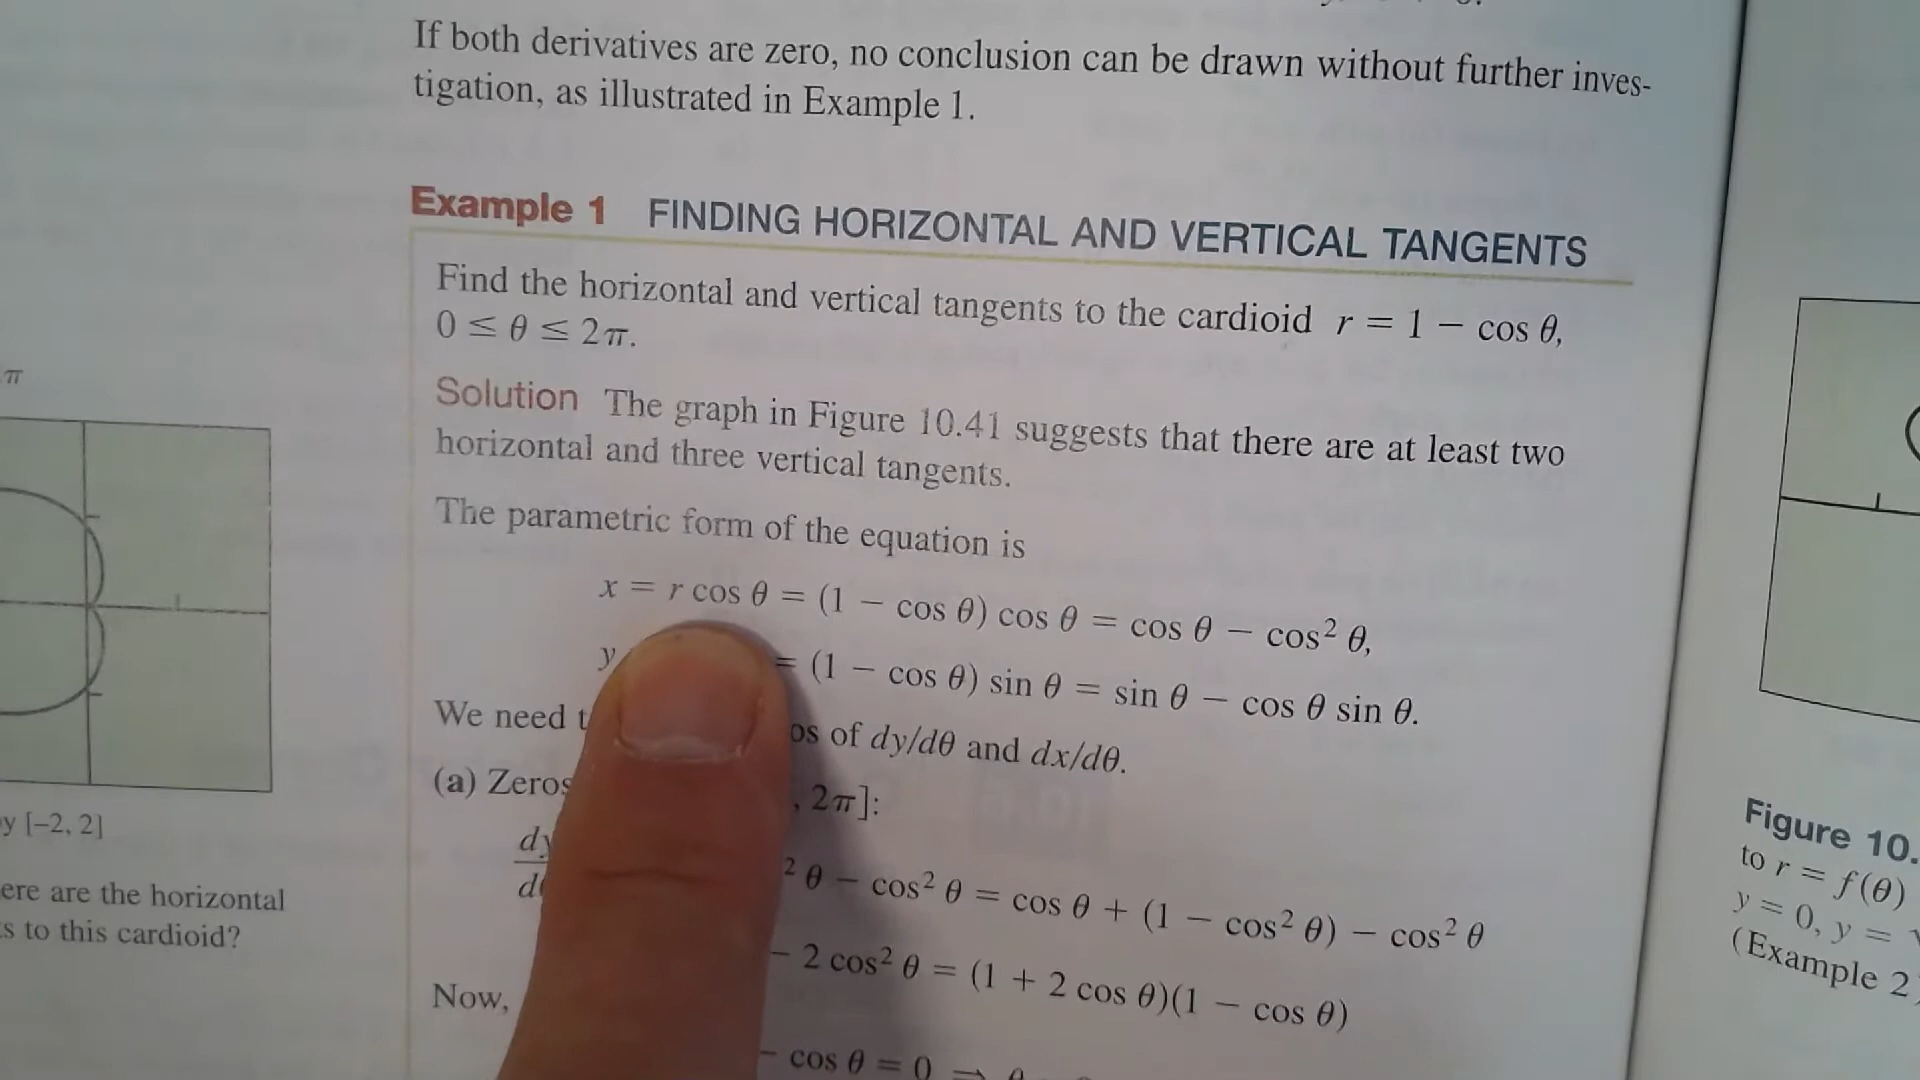 If both derivatives are zero, no conclusion can be drawn without further inves-
tigation, as illustrated in Example 1.
Example 1 FINDING HORIZONTAL AND VERTICAL TANGENTS
Find the horizontal and vertical tangents to the cardioid r = 1 − cos θ,
0 ≤ θ ≤ 2π.
Solution The graph in Figure 10.41 suggests that there are at least two
horizontal and three vertical tangents.
The parametric form of the equation is
x = r cos θ = (1 − cos θ) cos θ = cos θ − cos² θ,
y = (1 − cos θ) sin θ = sin θ − cos θ sin θ.
We need of dy/dθ and dx/dθ.
(a) Zeros , 2π]:
² θ − cos² θ = cos θ + (1 − cos² θ) − cos² θ
− 2 cos² θ = (1 + 2 cos θ)(1 − cos θ)
Now,
− cos θ = 0
π
y [−2, 2]
ere are the horizontal
s to this cardioid?
Figure 10.
to r = f(θ)
y = 0, y =
(Example 2